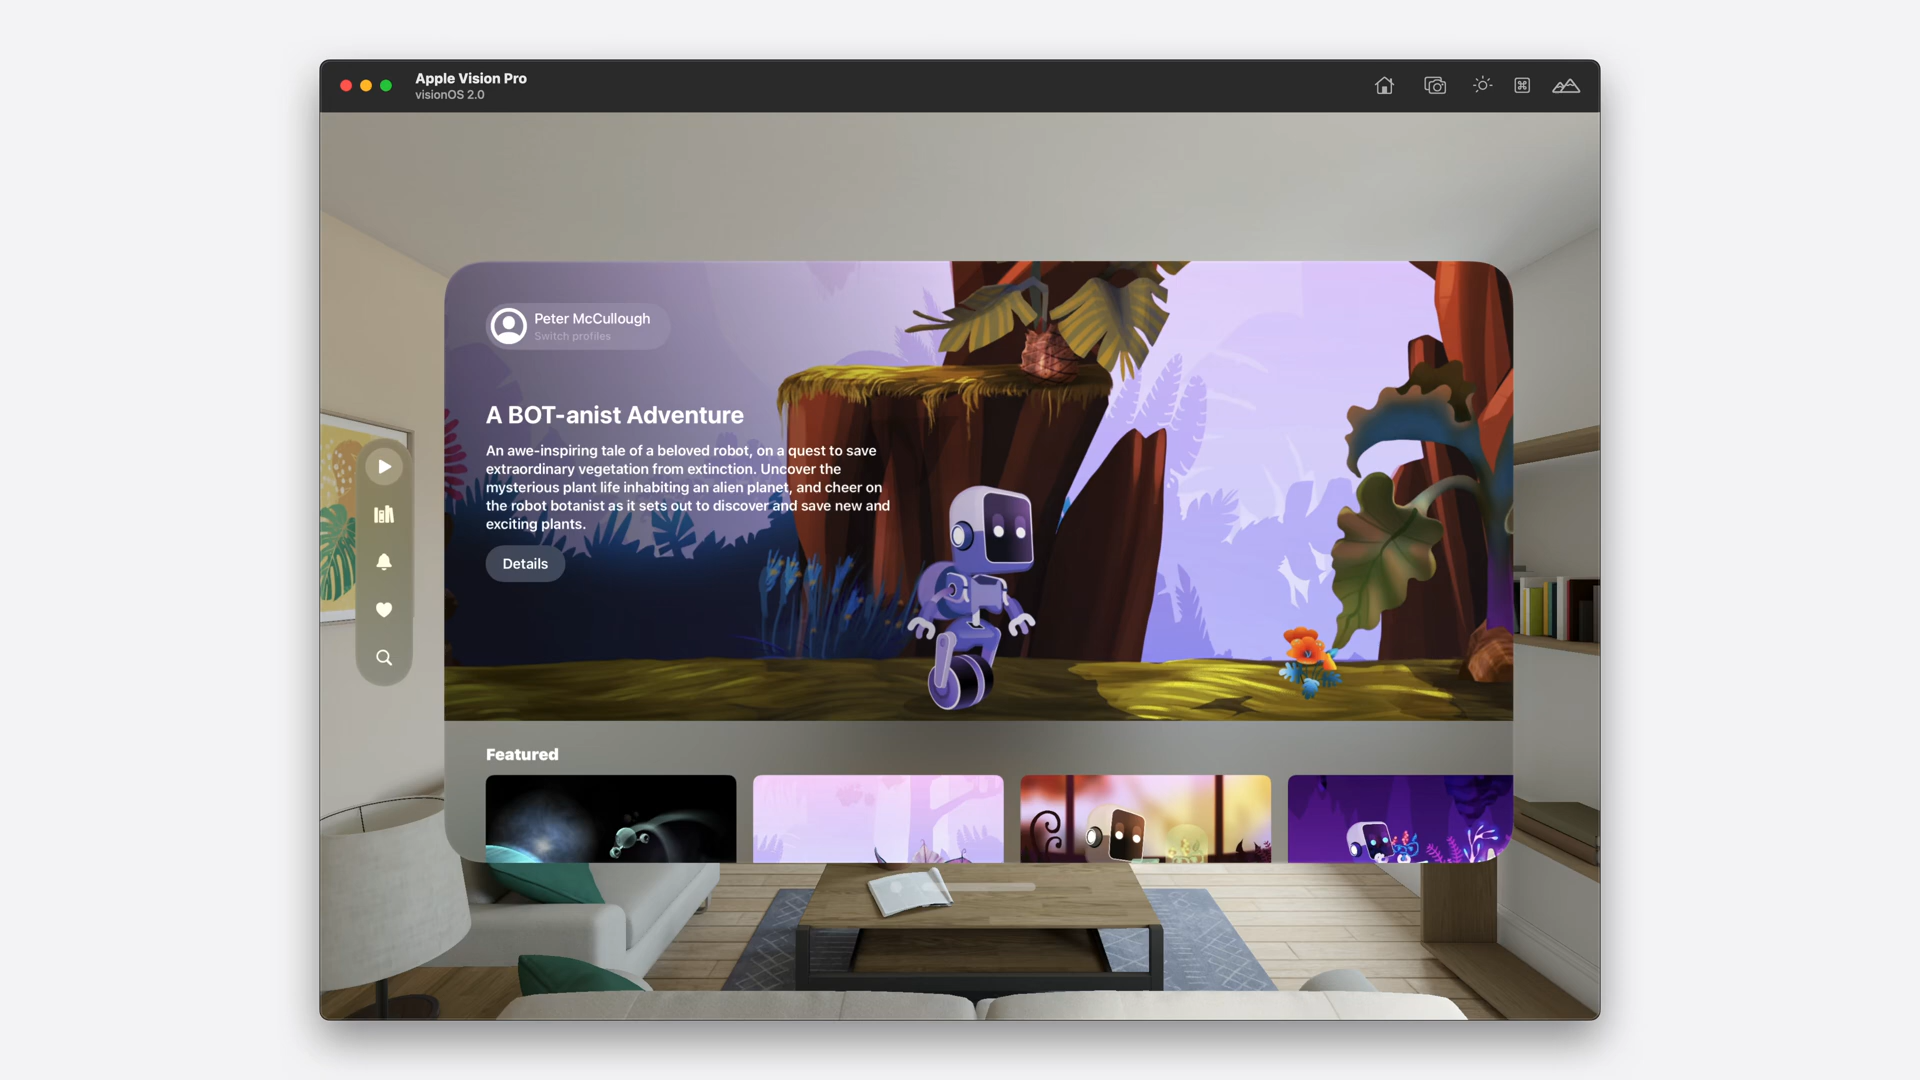 Apple Vision Pro
visionOS 2.0
Peter McCullough
Switch profiles
A BOT-anist Adventure
An awe-inspiring tale of a beloved robot, on a quest to save
extraordinary vegetation from extinction. Uncover the
mysterious plant life inhabiting an alien planet, and cheer on
the robot botanist as it sets out to discover and save new and
exciting plants.
Details
Featured